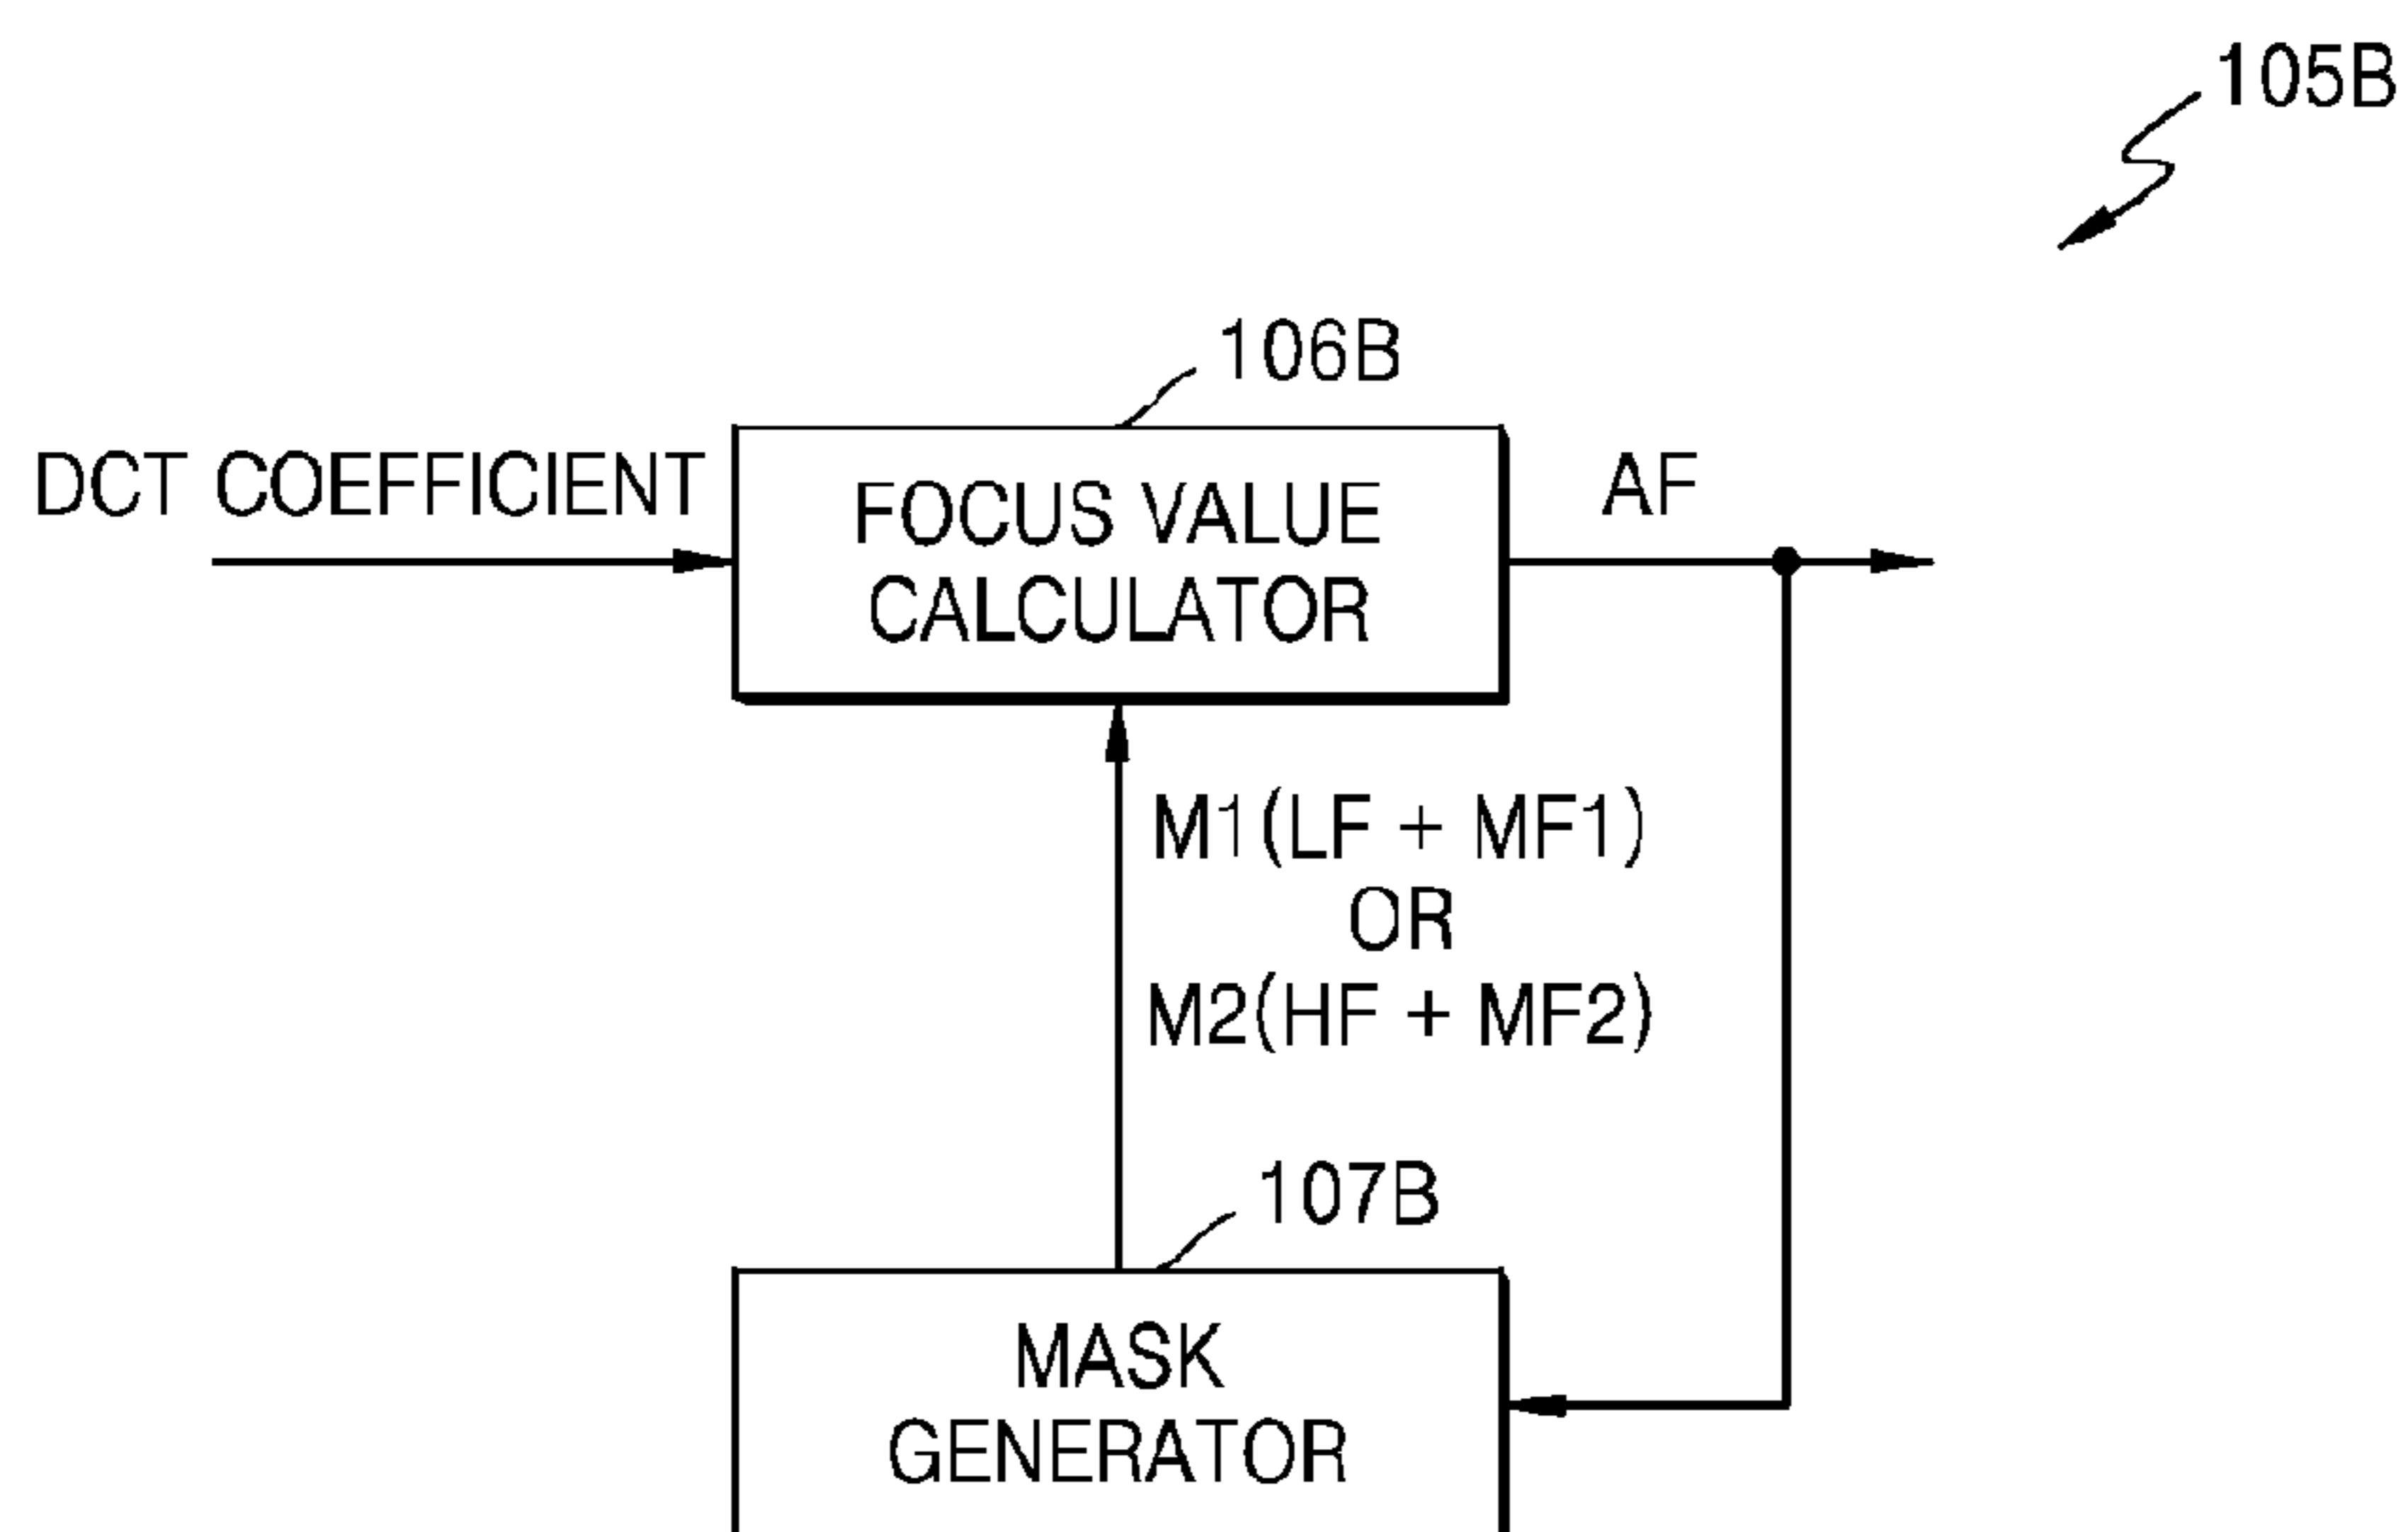 105B
106B
DCT COEFFICIENT
FOCUS VALUE
CALCULATOR
AF
M1(LF + MF1)
OR
M2(HF + MF2)
107B
MASK
GENERATOR